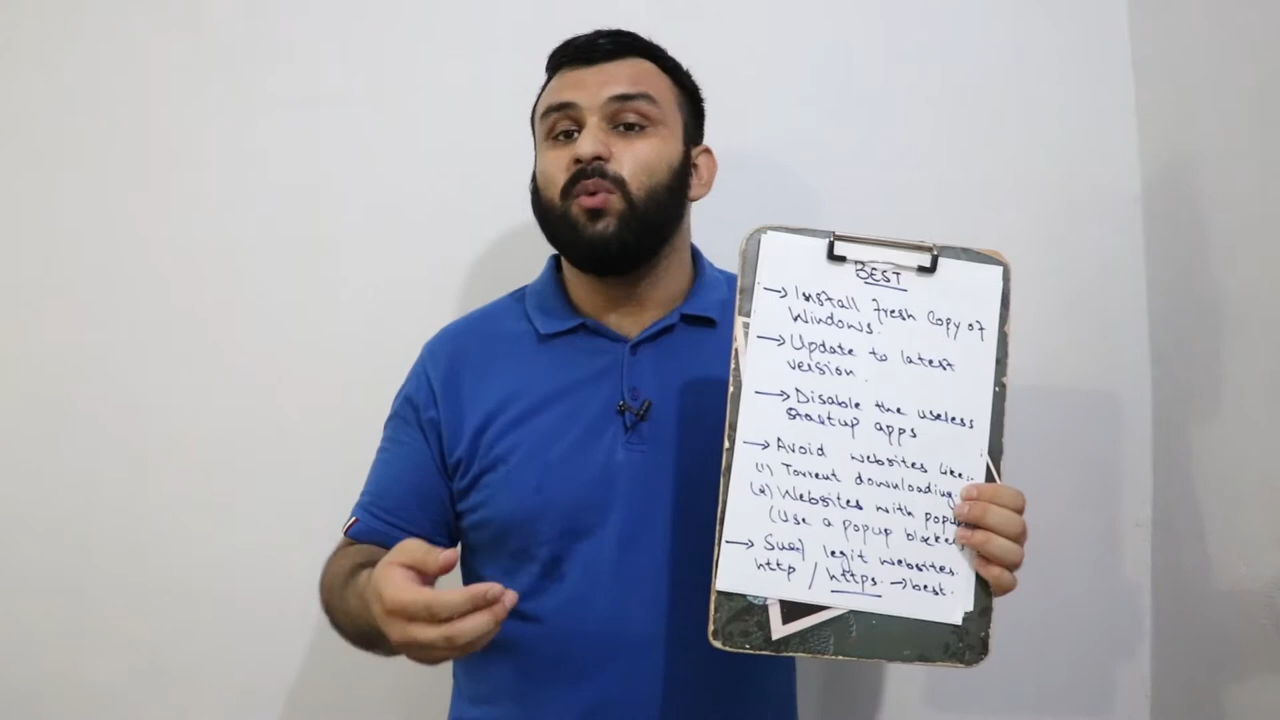 BEST
→ Install fresh copy of
Windows.
→ Update to latest
version.
→ Disable the useless
startup apps
→ Avoid websites like:-
(1) Torrent downloading.
(2) Websites with popup
(Use a popup blocker
→ Surf legit websites.
http / https. → best.